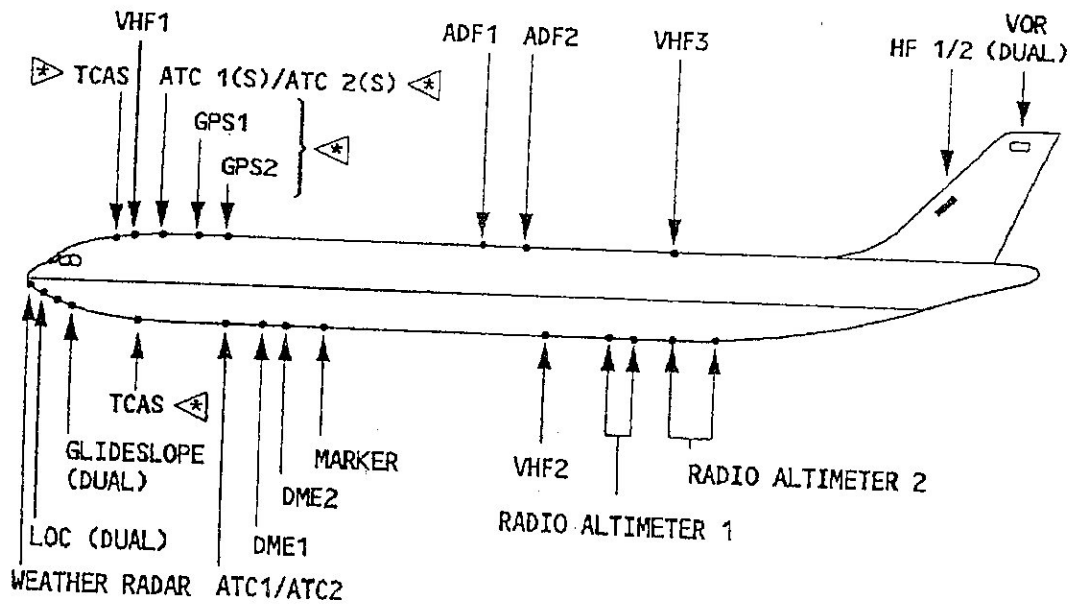 VHF1
ADF1 ADF2
VHF3
VOR
HF 1/2 (DUAL)
* TCAS ATC 1(S)/ATC 2(S) *
GPS1
*
GPS2
TCAS *
GLIDESLOPE
(DUAL)
MARKER
VHF2
RADIO ALTIMETER 2
DME2
RADIO ALTIMETER 1
LOC (DUAL)
DME1
WEATHER RADAR ATC1/ATC2